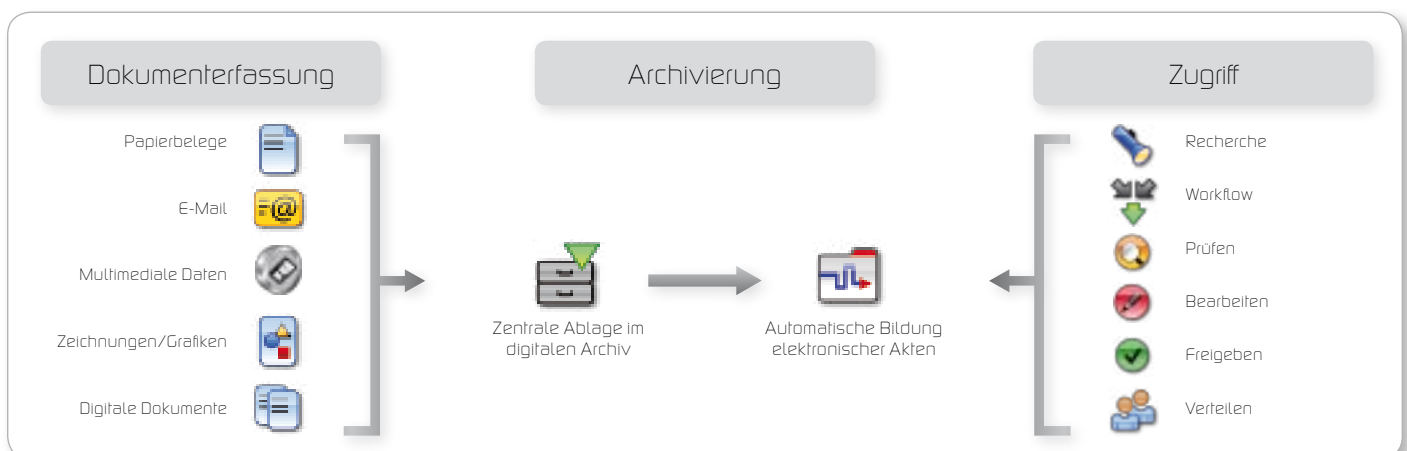 Dokumenterfassung
Papierbelege
E-Mail
Multimediale Daten
Zeichnungen/Grafiken
Digitale Dokumente
Archivierung
Zentrale Ablage im
digitalen Archiv
Automatische Bildung
elektronischer Akten
Zugriff
Recherche
Workflow
Prüfen
Bearbeiten
Freigeben
Verteilen